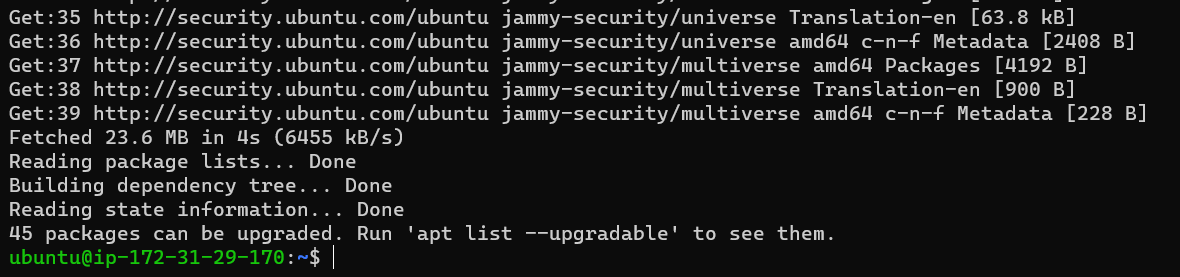 Get:35 http://security.ubuntu.com/ubuntu jammy-security/universe Translation-en [63.8 kB]
Get:36 http://security.ubuntu.com/ubuntu jammy-security/universe amd64 c-n-f Metadata [2408 B]
Get:37 http://security.ubuntu.com/ubuntu jammy-security/multiverse amd64 Packages [4192 B]
Get:38 http://security.ubuntu.com/ubuntu jammy-security/multiverse Translation-en [900 B]
Get:39 http://security.ubuntu.com/ubuntu jammy-security/multiverse amd64 c-n-f Metadata [228 B]
Fetched 23.6 MB in 4s (6455 kB/s)
Reading package lists... Done
Building dependency tree... Done
Reading state information... Done
45 packages can be upgraded. Run 'apt list --upgradable' to see them.
ubuntu@ip-172-31-29-170:~$